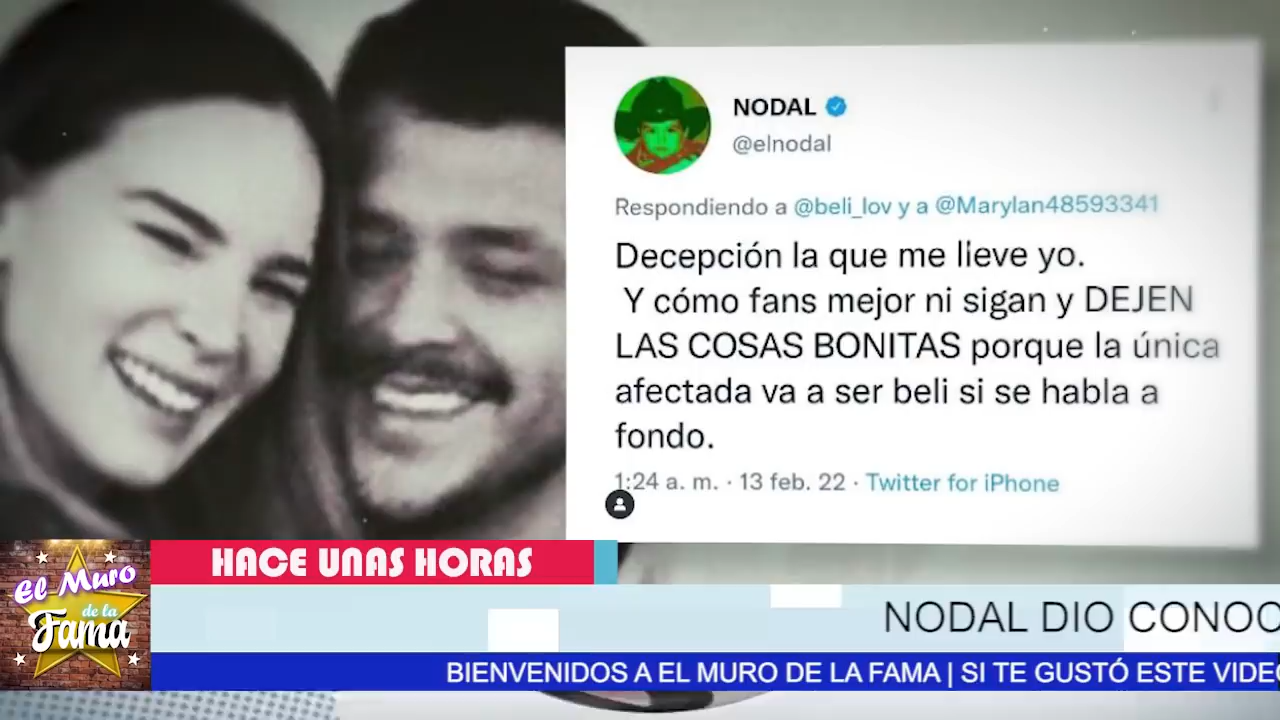 NODAL
@elnodal
Respondiendo a @beli_lov y a @Marylan48593341
Decepción la que me lleve yo.
Y cómo fans mejor ni sigan y DEJEN
LAS COSAS BONITAS porque la única
afectada va a ser beli si se habla a
fondo.
1:24 a. m. · 13 feb. 22 · Twitter for iPhone
HACE UNAS HORAS
El Muro
de la
Fama
NODAL DIO CONOC
BIENVENIDOS A EL MURO DE LA FAMA | SI TE GUSTÓ ESTE VIDEO